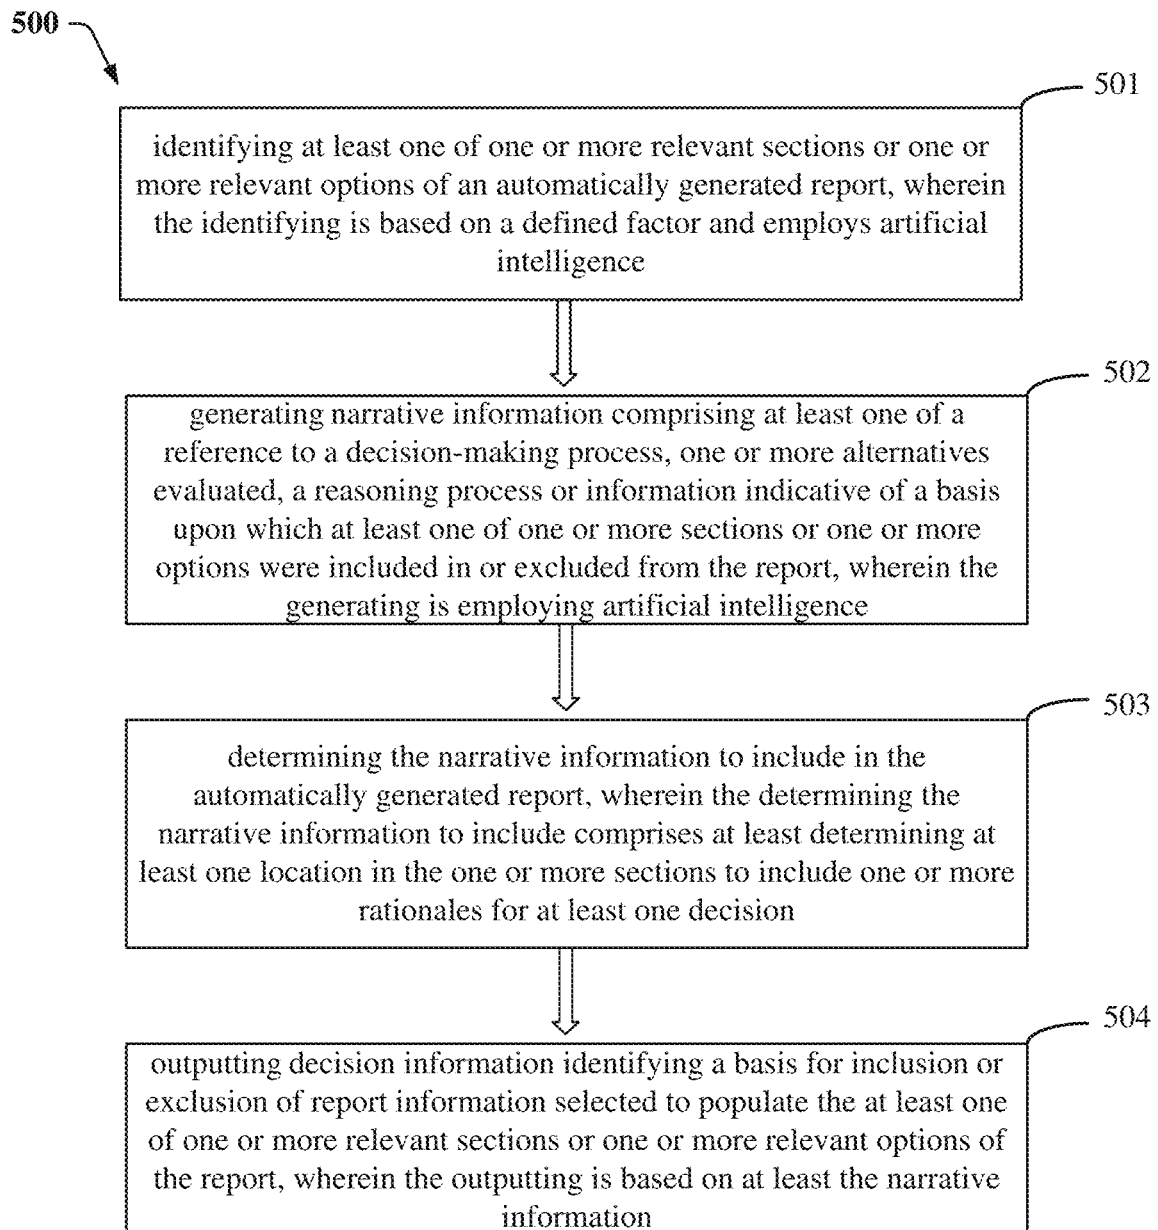 500
501
identifying at least one of one or more relevant sections or one or
more relevant options of an automatically generated report, wherein
the identifying is based on a defined factor and employs artificial
intelligence
502
generating narrative information comprising at least one of a
reference to a decision-making process, one or more alternatives
evaluated, a reasoning process or information indicative of a basis
upon which at least one of one or more sections or one or more
options were included in or excluded from the report, wherein the
generating is employing artificial intelligence
503
determining the narrative information to include in the
automatically generated report, wherein the determining the
narrative information to include comprises at least determining at
least one location in the one or more sections to include one or more
rationales for at least one decision
504
outputting decision information identifying a basis for inclusion or
exclusion of report information selected to populate the at least one
of one or more relevant sections or one or more relevant options of
the report, wherein the outputting is based on at least the narrative
information